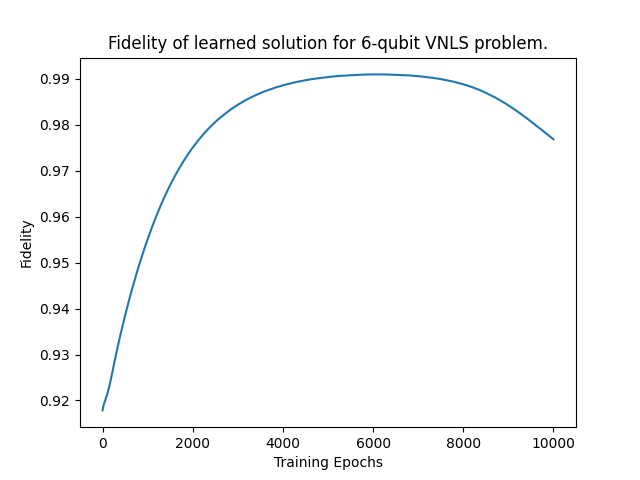 Fidelity of learned solution for 6-qubit VNLS problem.
0.99
0.98
0.97
0.96
0.95
0.94
0.93
0.92
Fidelity
0 2000 4000 6000 8000 10000
Training Epochs